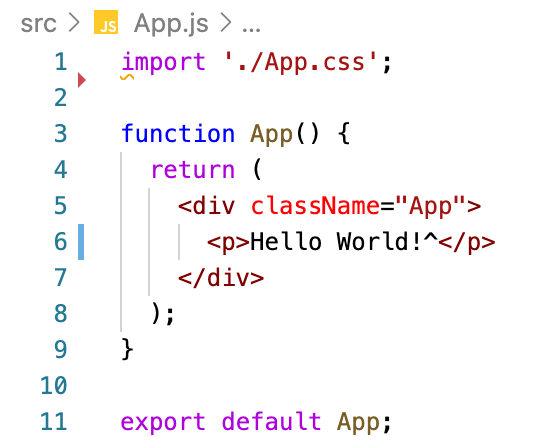 src > JS App.js > ...
1 import './App.css';
2
3 function App() {
4   return (
5     <div className="App">
6       <p>Hello World!^</p>
7     </div>
8   );
9 }
10
11 export default App;